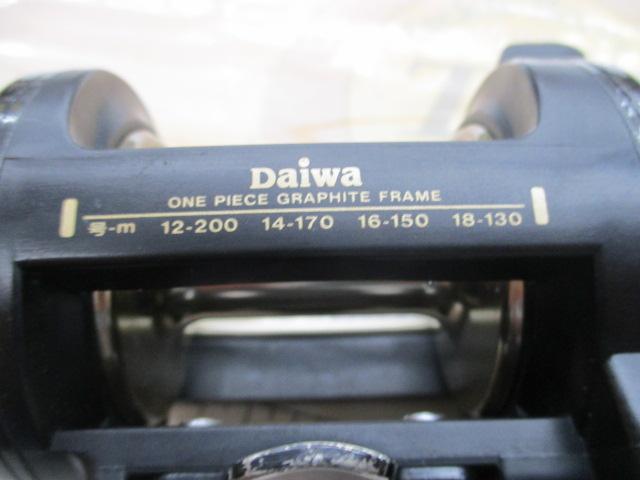 Daiwa
ONE PIECE GRAPHITE FRAME
号-m 12-200 14-170 16-150 18-130